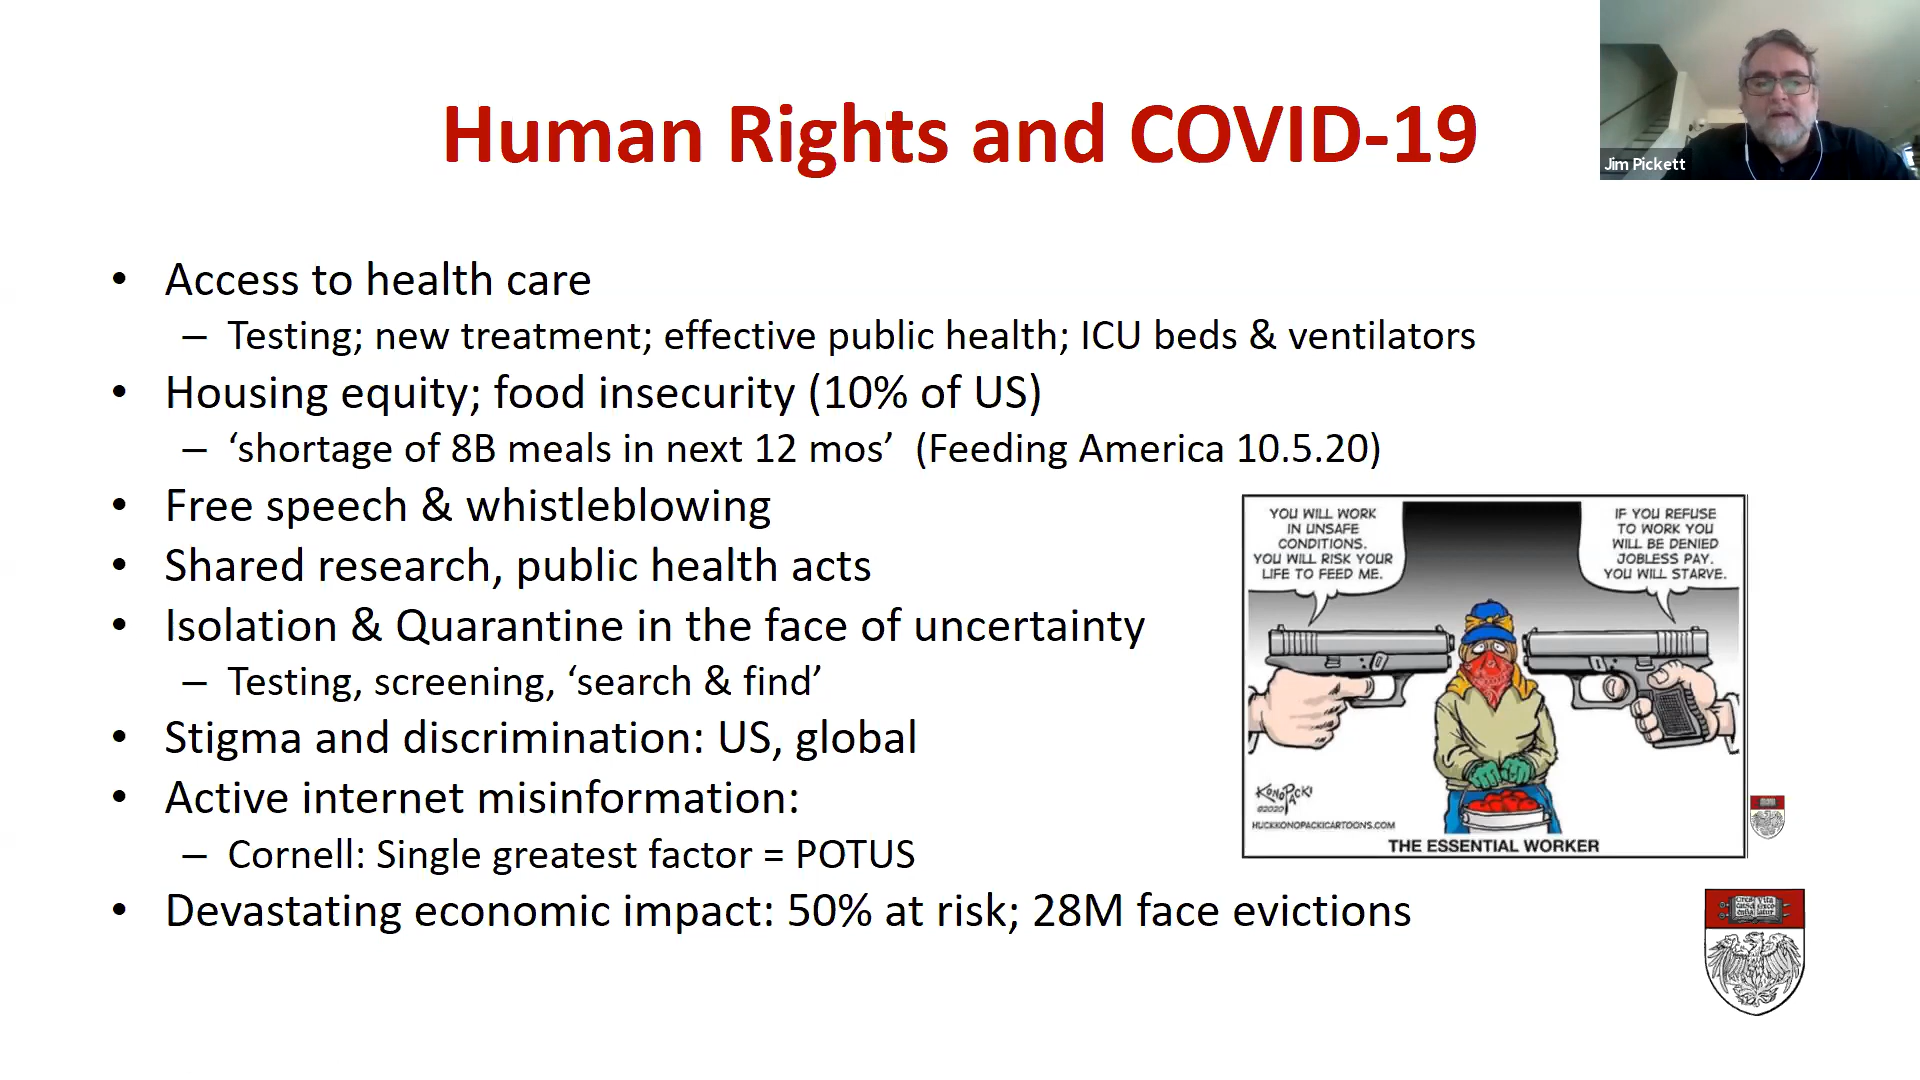 Human Rights and COVID-19
Jim Pickett
• Access to health care
– Testing; new treatment; effective public health; ICU beds & ventilators
• Housing equity; food insecurity (10% of US)
– ‘shortage of 8B meals in next 12 mos’ (Feeding America 10.5.20)
• Free speech & whistleblowing
• Shared research, public health acts
• Isolation & Quarantine in the face of uncertainty
– Testing, screening, ‘search & find’
• Stigma and discrimination: US, global
• Active internet misinformation:
– Cornell: Single greatest factor = POTUS
• Devastating economic impact: 50% at risk; 28M face evictions
YOU WILL WORK
IN UNSAFE
CONDITIONS.
YOU WILL RISK YOUR
LIFE TO FEED ME.
IF YOU REFUSE
TO WORK YOU
WILL BE DENIED
JOBLESS PAY.
YOU WILL STARVE.
KONOPACKI
©2020
HUCKKONOPACKICARTOONS.COM
THE ESSENTIAL WORKER